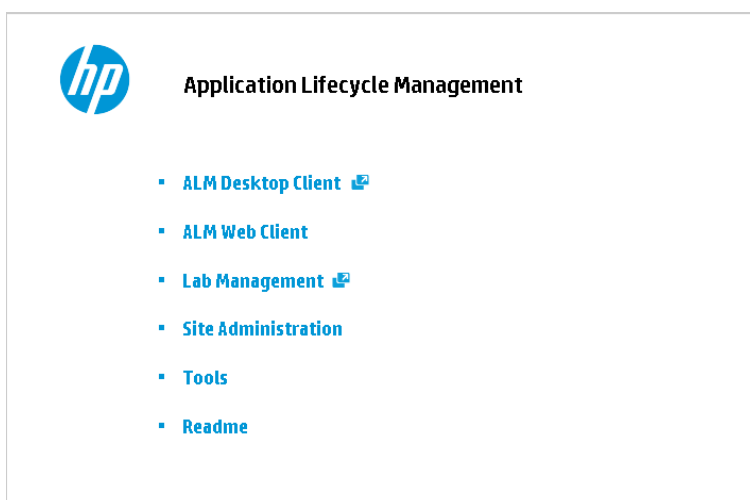 hp
Application Lifecycle Management
ALM Desktop Client
ALM Web Client
Lab Management
Site Administration
Tools
Readme